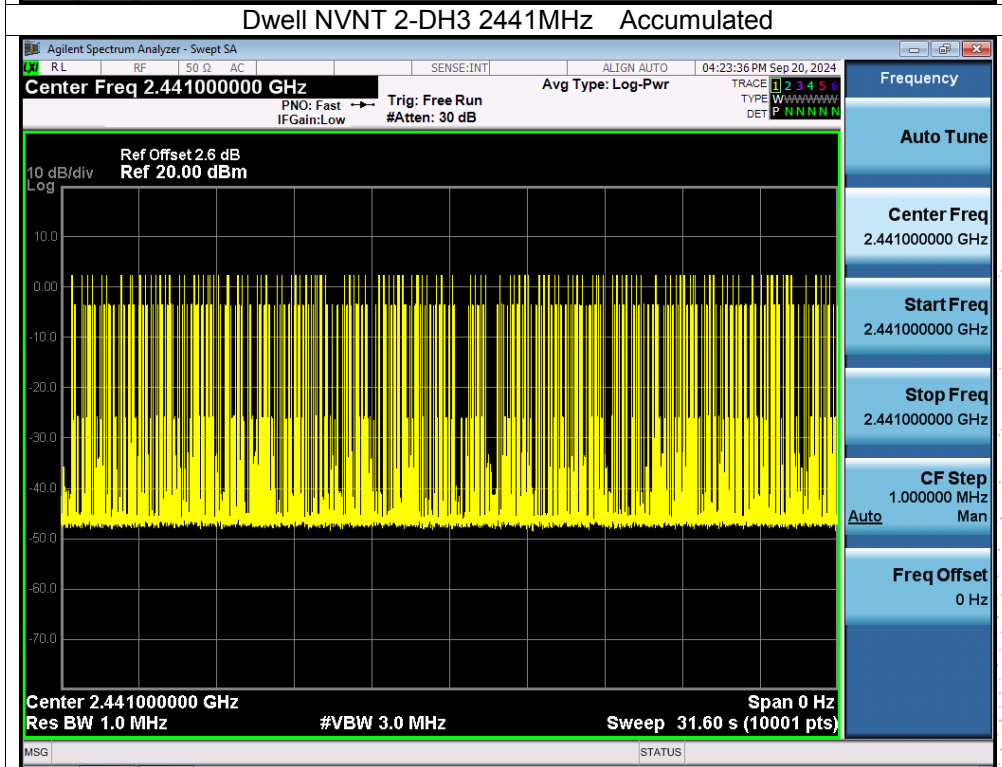 Dwell NVNT 2-DH3 2441MHz Accumulated
Agilent Spectrum Analyzer - Swept SA
LXI RL RF 50 Ω AC SENSE:INT ALIGN AUTO 04:23:36 PM Sep 20, 2024
Center Freq 2.441000000 GHz
PNO: Fast
IFGain:Low
Trig: Free Run
#Atten: 30 dB
Avg Type: Log-Pwr
TRACE 1 2 3 4 5 6
TYPE WWWWWW
DET P N N N N N
Ref Offset 2.6 dB
10 dB/div Ref 20.00 dBm
Log
10.0
0.00
-10.0
-20.0
-30.0
-40.0
-50.0
-60.0
-70.0
Center 2.441000000 GHz Span 0 Hz
Res BW 1.0 MHz #VBW 3.0 MHz Sweep 31.60 s (10001 pts)
MSG STATUS
Frequency
Auto Tune
Center Freq
2.441000000 GHz
Start Freq
2.441000000 GHz
Stop Freq
2.441000000 GHz
CF Step
1.000000 MHz
Auto Man
Freq Offset
0 Hz